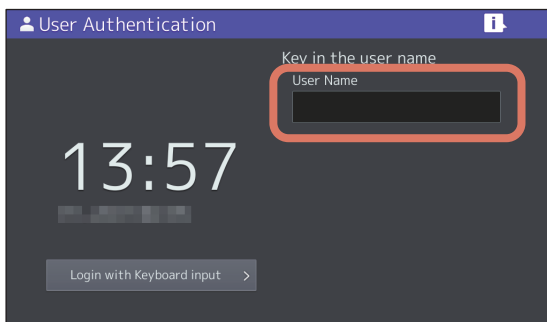 User Authentication
i
Key in the user name
User Name
13:57
Login with Keyboard input >